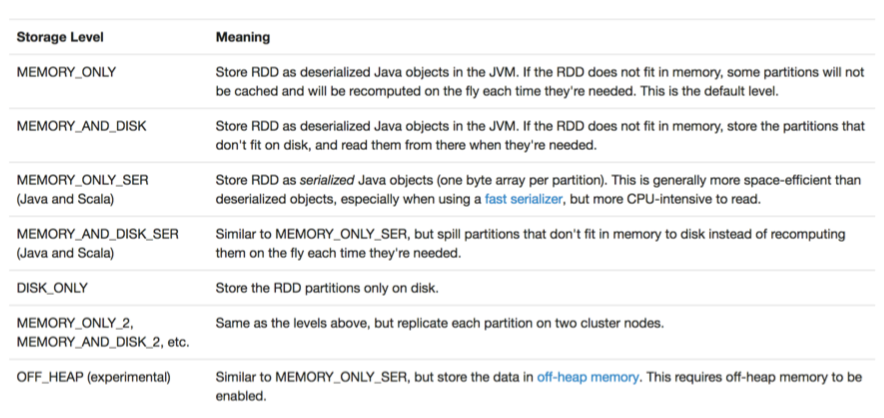 Storage Level Meaning
MEMORY_ONLY Store RDD as deserialized Java objects in the JVM. If the RDD does not fit in memory, some partitions will not
be cached and will be recomputed on the fly each time they're needed. This is the default level.
MEMORY_AND_DISK Store RDD as deserialized Java objects in the JVM. If the RDD does not fit in memory, store the partitions that
don't fit on disk, and read them from there when they're needed.
MEMORY_ONLY_SER Store RDD as serialized Java objects (one byte array per partition). This is generally more space-efficient than
(Java and Scala) deserialized objects, especially when using a fast serializer, but more CPU-intensive to read.
MEMORY_AND_DISK_SER Similar to MEMORY_ONLY_SER, but spill partitions that don't fit in memory to disk instead of recomputing
(Java and Scala) them on the fly each time they're needed.
DISK_ONLY Store the RDD partitions only on disk.
MEMORY_ONLY_2, Same as the levels above, but replicate each partition on two cluster nodes.
MEMORY_AND_DISK_2, etc.
OFF_HEAP (experimental) Similar to MEMORY_ONLY_SER, but store the data in off-heap memory. This requires off-heap memory to be
enabled.